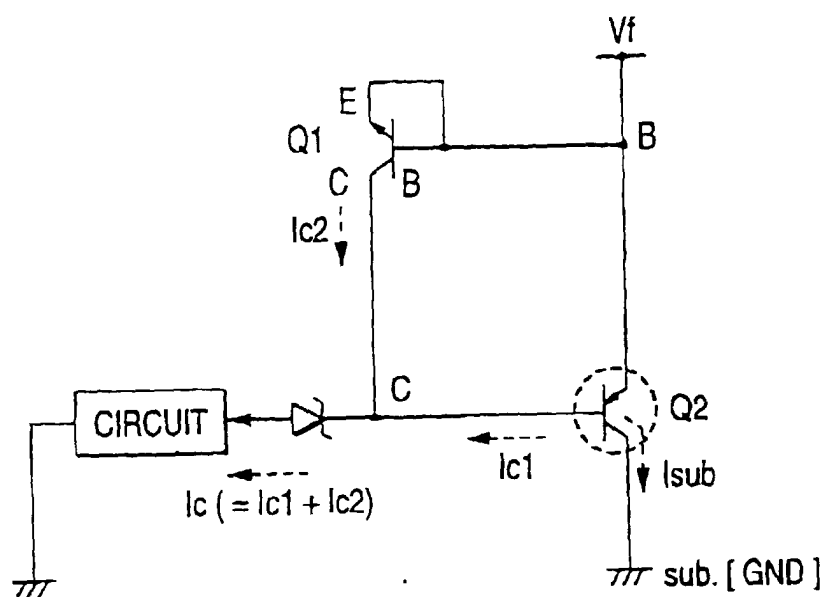 Vf
E
Q1
B
C
B
Ic2
C
CIRCUIT
Q2
Ic1
Isub
Ic ( = Ic1 + Ic2)
sub. [ GND ]